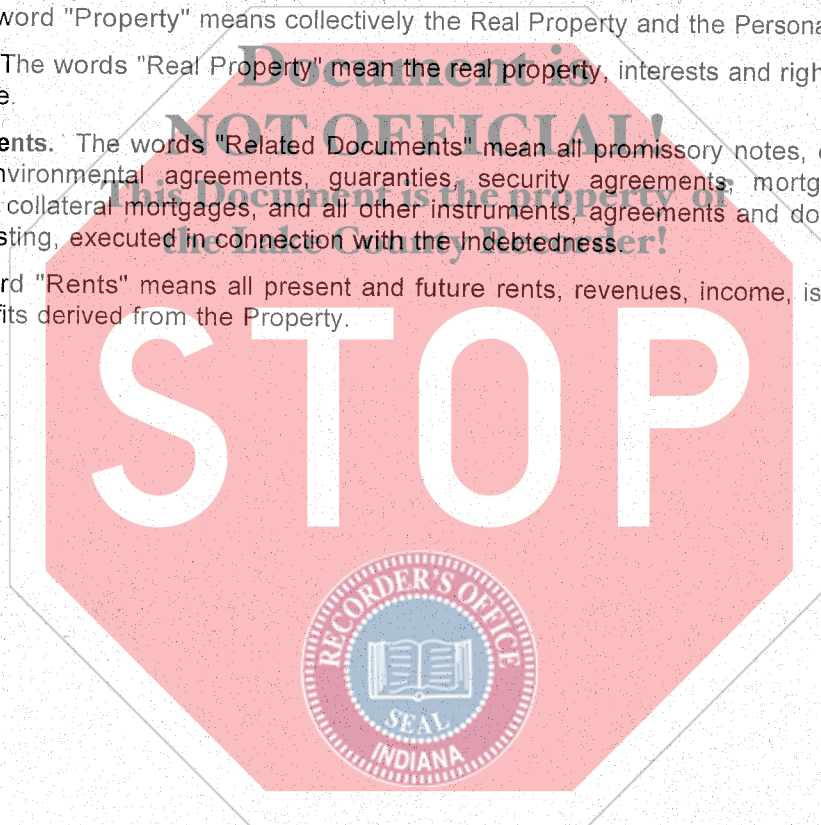 word "Property" means collectively the Real Property and the Persona
Document is
The words "Real Property" mean the real property, interests and righ
e.
NOT OFFICIAL!
ents. The words "Related Documents" mean all promissory notes,
nvironmental agreements, guaranties, security agreements, mortg
This Document is the property of
collateral mortgages, and all other instruments, agreements and do
sting, executed in connection with the Indebtedness.
the Lake County Recorder!
rd "Rents" means all present and future rents, revenues, income, is
fits derived from the Property.
STOP
RECORDER'S OFFICE
SEAL
INDIANA